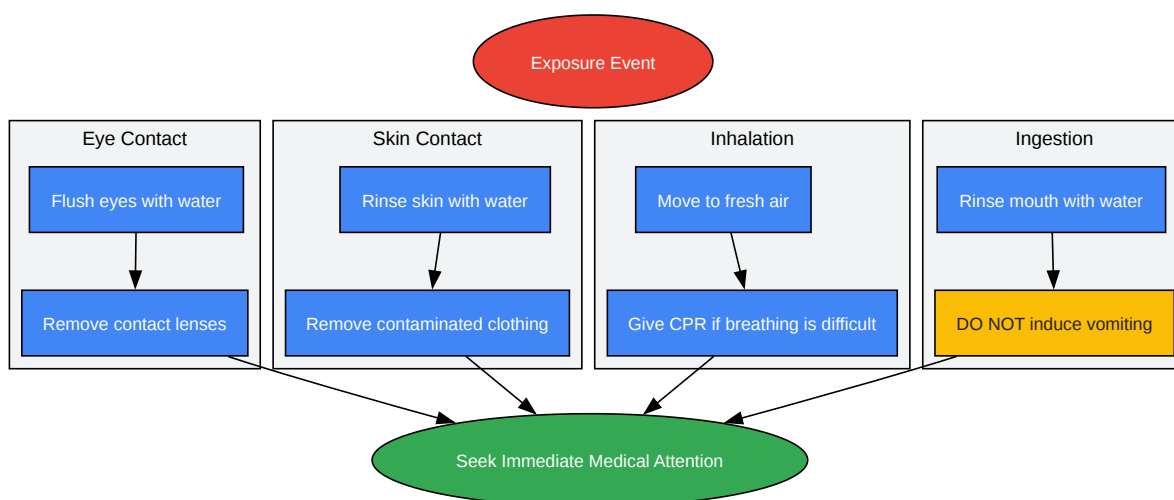 Exposure Event
Eye Contact
Flush eyes with water
Remove contact lenses
Skin Contact
Rinse skin with water
Remove contaminated clothing
Inhalation
Move to fresh air
Give CPR if breathing is difficult
Ingestion
Rinse mouth with water
DO NOT induce vomiting
Seek Immediate Medical Attention